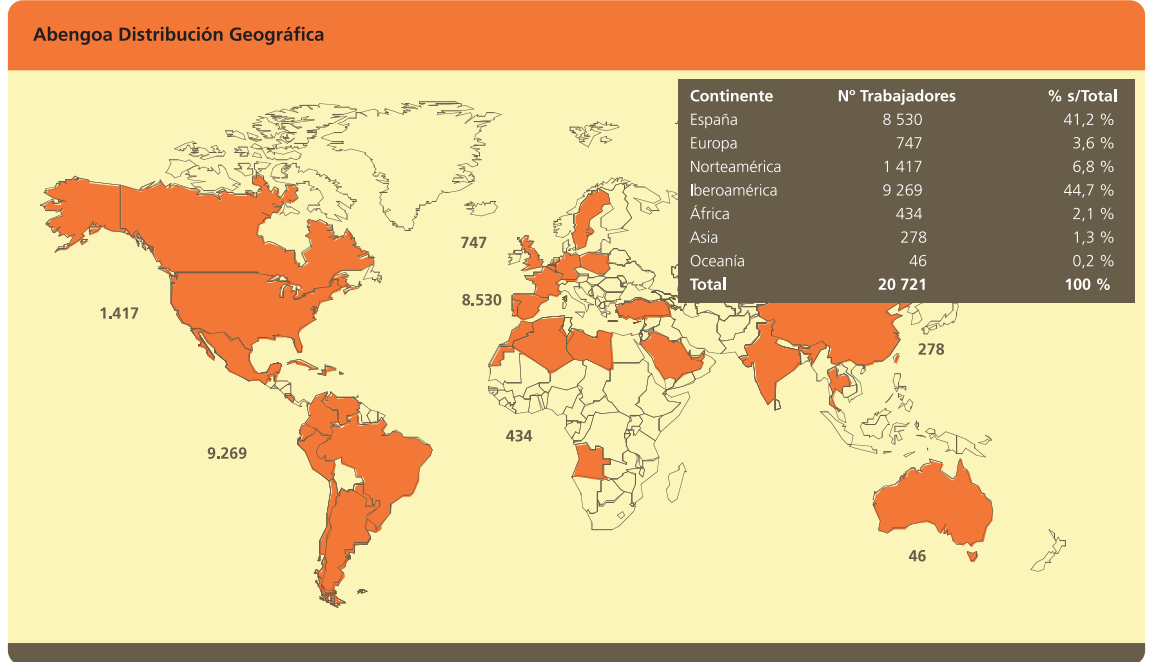 Abengoa Distribución Geográfica
Continente Nº Trabajadores % s/Total
España 8 530 41,2 %
Europa 747 3,6 %
Norteamérica 1 417 6,8 %
Iberoamérica 9 269 44,7 %
África 434 2,1 %
Asia 278 1,3 %
Oceanía 46 0,2 %
Total 20 721 100 %
747
8.530
1.417
278
434
9.269
46